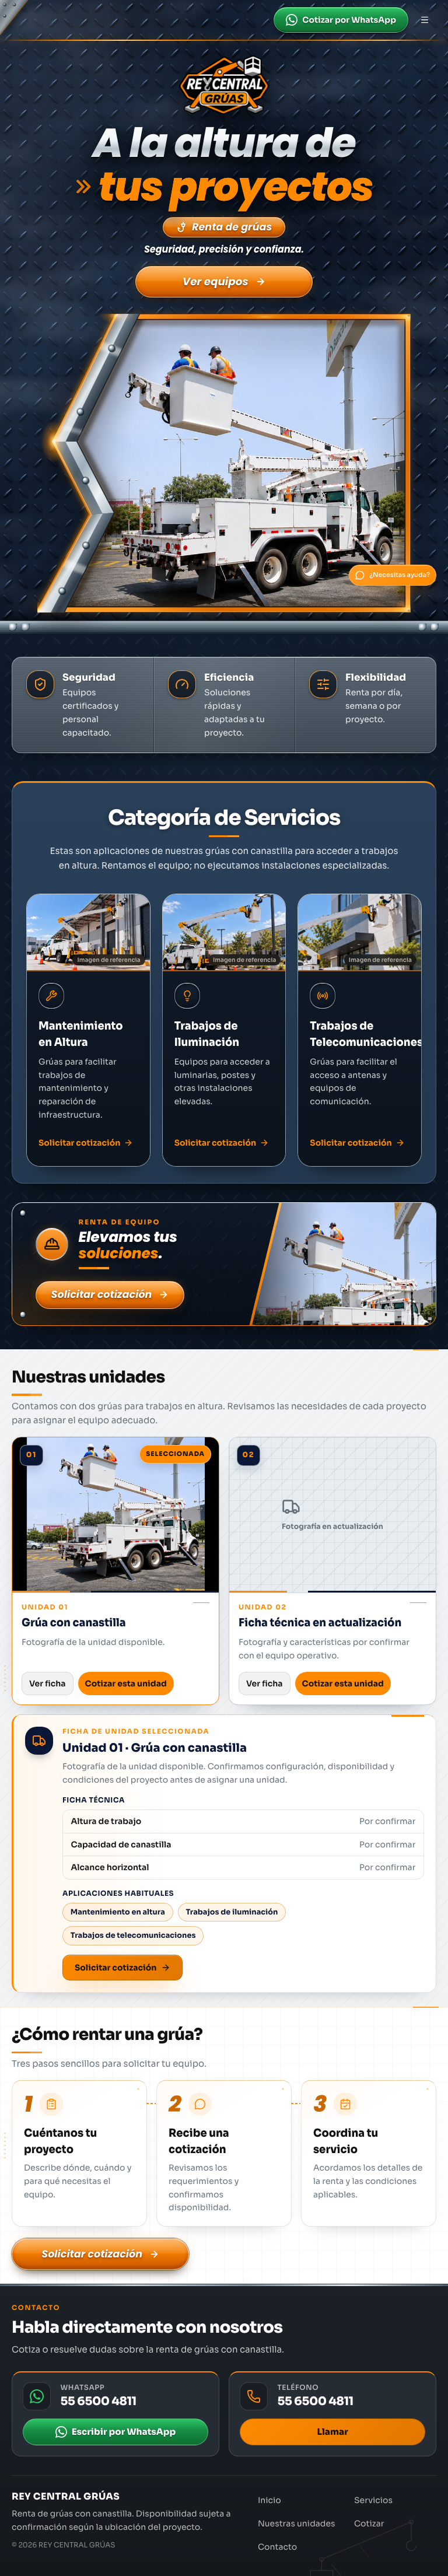 Cotizar por WhatsApp
REY CENTRAL
GRÚAS
A la altura de
» tus proyectos
Renta de grúas
Seguridad, precisión y confianza.
Ver equipos →
¿Necesitas ayuda?
Seguridad
Equipos
certificados y
personal
capacitado.
Eficiencia
Soluciones
rápidas y
adaptadas a tu
proyecto.
Flexibilidad
Renta por día,
semana o por
proyecto.
Categoría de Servicios
Estas son aplicaciones de nuestras grúas con canastilla para acceder a trabajos
en altura. Rentamos el equipo; no ejecutamos instalaciones especializadas.
Imagen de referencia
Mantenimiento
en Altura
Grúas para facilitar
trabajos de
mantenimiento y
reparación de
infraestructura.
Solicitar cotización →
Imagen de referencia
Trabajos de
Iluminación
Equipos para acceder a
luminarias, postes y
otras instalaciones
elevadas.
Solicitar cotización →
Imagen de referencia
Trabajos de
Telecomunicaciones
Grúas para facilitar el
acceso a antenas y
equipos de
comunicación.
Solicitar cotización →
RENTA DE EQUIPO
Elevamos tus
soluciones.
Solicitar cotización →
Nuestras unidades
Contamos con dos grúas para trabajos en altura. Revisamos las necesidades de cada proyecto
para asignar el equipo adecuado.
01
SELECCIONADA
UNIDAD 01
Grúa con canastilla
Fotografía de la unidad disponible.
Ver ficha
Cotizar esta unidad
02
Fotografía en actualización
UNIDAD 02
Ficha técnica en actualización
Fotografía y características por confirmar
con el equipo operativo.
Ver ficha
Cotizar esta unidad
FICHA DE UNIDAD SELECCIONADA
Unidad 01 · Grúa con canastilla
Fotografía de la unidad disponible. Confirmamos configuración, disponibilidad y
condiciones del proyecto antes de asignar una unidad.
FICHA TÉCNICA
Altura de trabajo Por confirmar
Capacidad de canastilla Por confirmar
Alcance horizontal Por confirmar
APLICACIONES HABITUALES
Mantenimiento en altura
Trabajos de iluminación
Trabajos de telecomunicaciones
Solicitar cotización →
¿Cómo rentar una grúa?
Tres pasos sencillos para solicitar tu equipo.
1
Cuéntanos tu
proyecto
Describe dónde, cuándo y
para qué necesitas el
equipo.
2
Recibe una
cotización
Revisamos los
requerimientos y
confirmamos
disponibilidad.
3
Coordina tu
servicio
Acordamos los detalles de
la renta y las condiciones
aplicables.
Solicitar cotización →
CONTACTO
Habla directamente con nosotros
Cotiza o resuelve dudas sobre la renta de grúas con canastilla.
WHATSAPP
55 6500 4811
Escribir por WhatsApp
TELÉFONO
55 6500 4811
Llamar
REY CENTRAL GRÚAS
Renta de grúas con canastilla. Disponibilidad sujeta a
confirmación según la ubicación del proyecto.
© 2026 REY CENTRAL GRÚAS
Inicio
Servicios
Nuestras unidades
Cotizar
Contacto